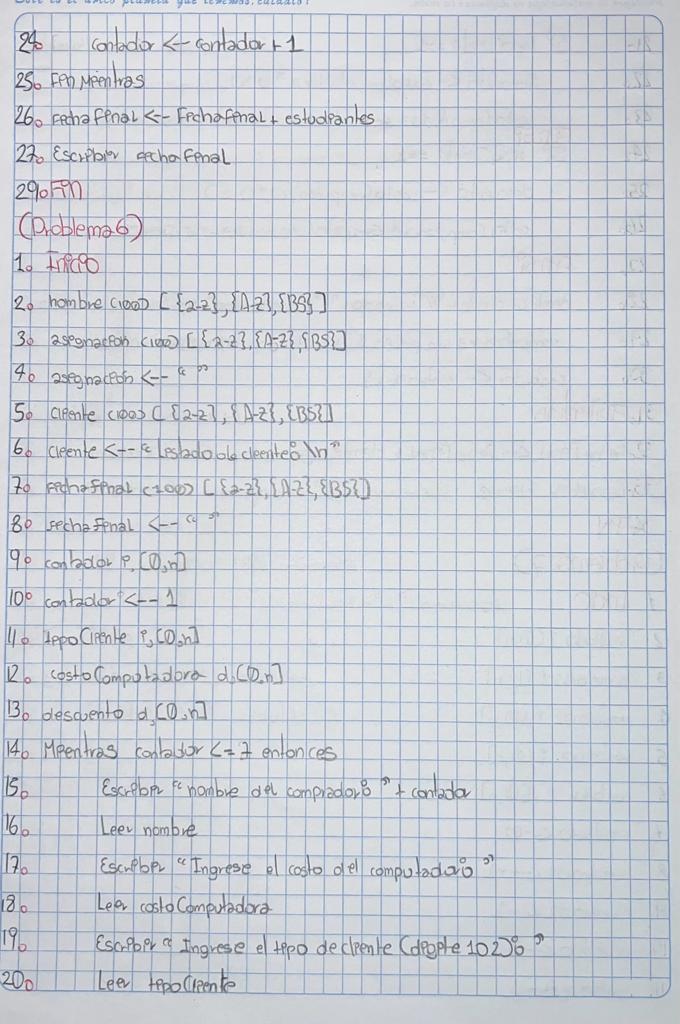 24. contador <-- contador + 1
25. Fin Mientras
26. fechafinal <-- Fechafinal + estudiantes
27. Escribir fechafinal
29. Fin
(Problema 6)
1. Inicio
2. nombre c(100) [{a-z},{A-Z},{BS}]
3. asignacion c(100) [{a-z},{A-Z},{BS}]
4. asignacion <-- " "
5. cliente c(100) [{a-z},{A-Z},{BS}]
6. cliente <-- "Listado de cliente: \n"
7. fechafinal c(100) [{a-z},{A-Z},{BS}]
8. fechafinal <-- " "
9. contador i,[0,n]
10. contador <-- 1
11. tipoCliente i,[0,n]
12. costoComputadora d,[0,n]
13. descuento d,[0,n]
14. Mientras contador <= 7 entonces
15. Escribir "nombre del comprador: " + contador
16. Leer nombre
17. Escribir "Ingrese el costo del computador: "
18. Leer costoComputadora
19. Escribir " Ingrese el tipo de cliente (digite 1 o 2): "
20. Leer tipoCliente